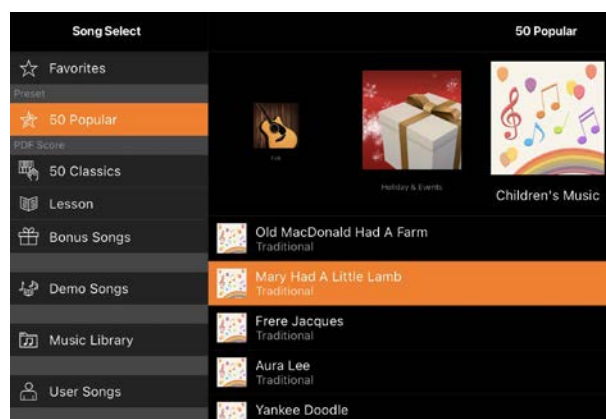 Song Select
50 Popular
Favorites
Preset
50 Popular
PDF Score
50 Classics
Lesson
Bonus Songs
Demo Songs
Music Library
User Songs
Holiday & Events
Children's Music
Old MacDonald Had A Farm
Traditional
Mary Had A Little Lamb
Traditional
Frere Jacques
Traditional
Aura Lee
Traditional
Yankee Doodle